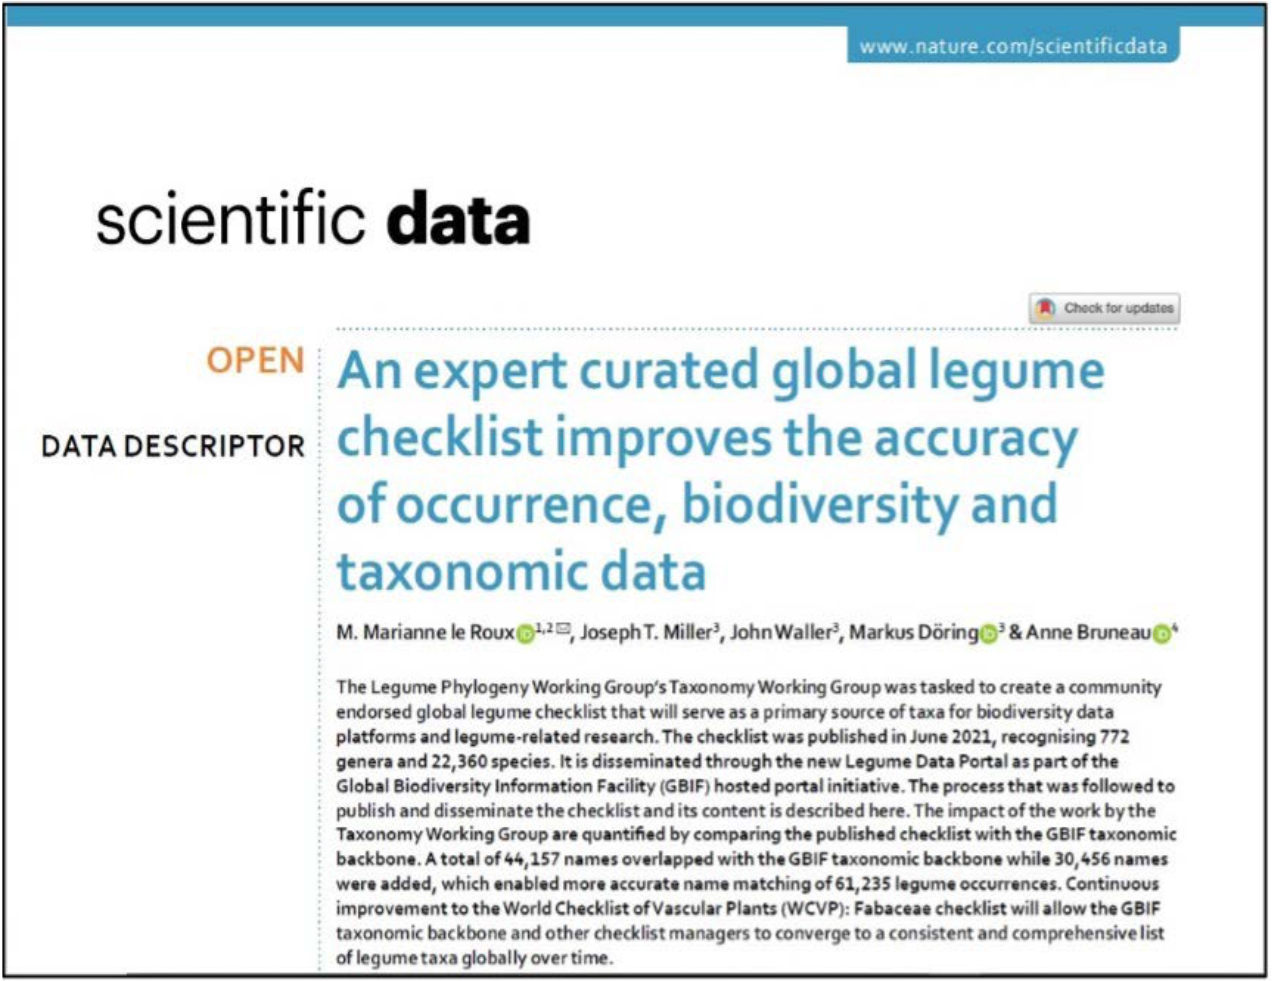 www.nature.com/scientificdata
scientific data
Check for updates
OPEN
DATA DESCRIPTOR
An expert curated global legume
checklist improves the accuracy
of occurrence, biodiversity and
taxonomic data
M. Marianne le Roux iD 1,2 ✉, Joseph T. Miller³, John Waller³, Markus Döring iD ³ & Anne Bruneau iD ⁴
The Legume Phylogeny Working Group's Taxonomy Working Group was tasked to create a community
endorsed global legume checklist that will serve as a primary source of taxa for biodiversity data
platforms and legume-related research. The checklist was published in June 2021, recognising 772
genera and 22,360 species. It is disseminated through the new Legume Data Portal as part of the
Global Biodiversity Information Facility (GBIF) hosted portal initiative. The process that was followed to
publish and disseminate the checklist and its content is described here. The impact of the work by the
Taxonomy Working Group are quantified by comparing the published checklist with the GBIF taxonomic
backbone. A total of 44,157 names overlapped with the GBIF taxonomic backbone while 30,456 names
were added, which enabled more accurate name matching of 61,235 legume occurrences. Continuous
improvement to the World Checklist of Vascular Plants (WCVP): Fabaceae checklist will allow the GBIF
taxonomic backbone and other checklist managers to converge to a consistent and comprehensive list
of legume taxa globally over time.